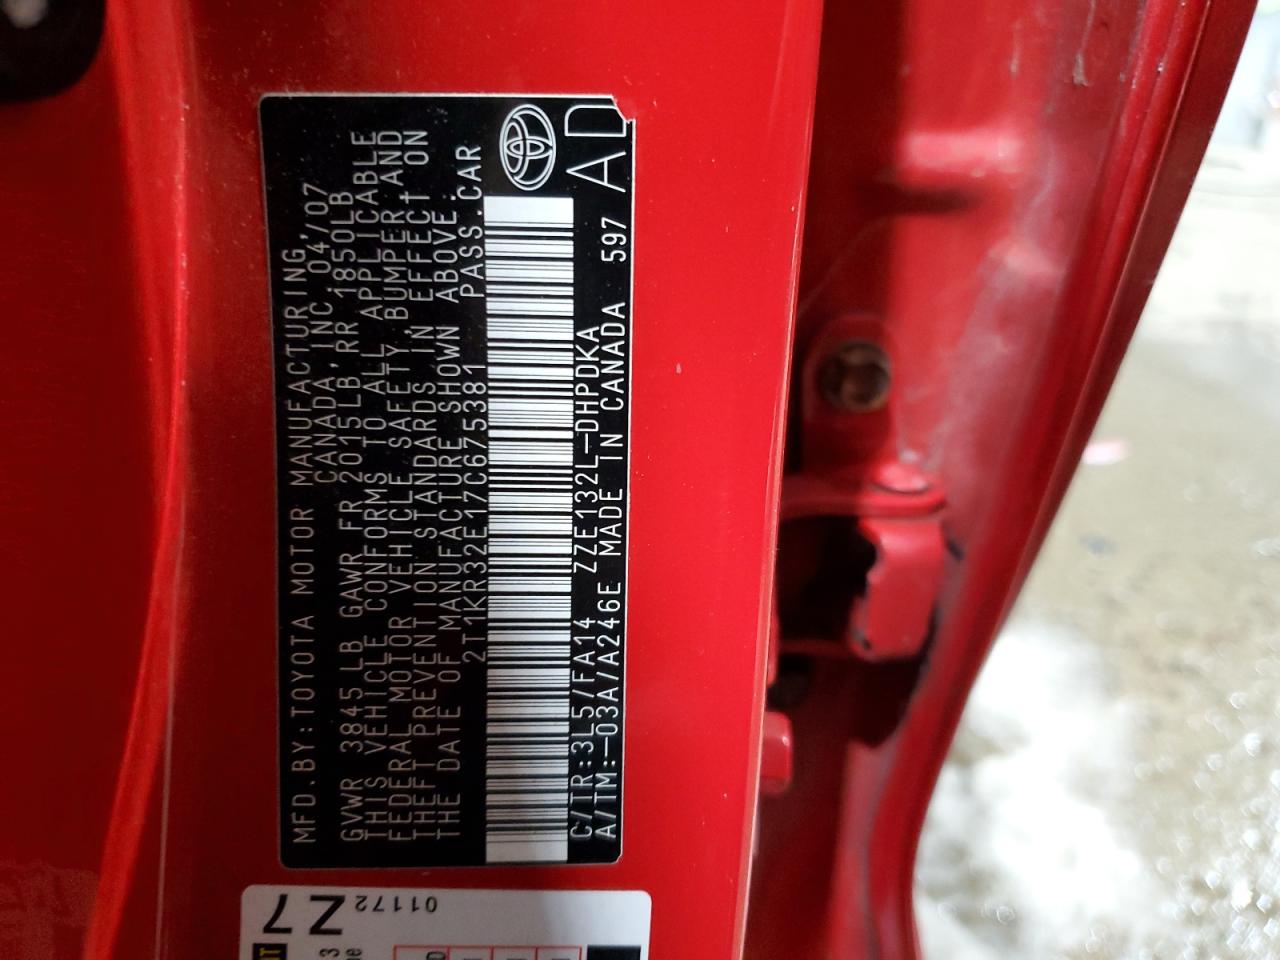 MFD.BY:TOYOTA MOTOR MANUFACTURING,
CANADA, INC. 04/07
GVWR 3845LB GAWR FR 2015LB, RR 1850LB
THIS VEHICLE CONFORMS TO ALL APPLICABLE
FEDERAL MOTOR VEHICLE SAFETY, BUMPER AND
THEFT PREVENTION STANDARDS IN EFFECT ON
THE DATE OF MANUFACTURE SHOWN ABOVE.
2T1KR32E17C675381 PASS.CAR
C/TR:3L5/FA14 ZZE132L-DHPDKA
A/TM:-03A/A246E MADE IN CANADA 597 AD
Z7
01172
3